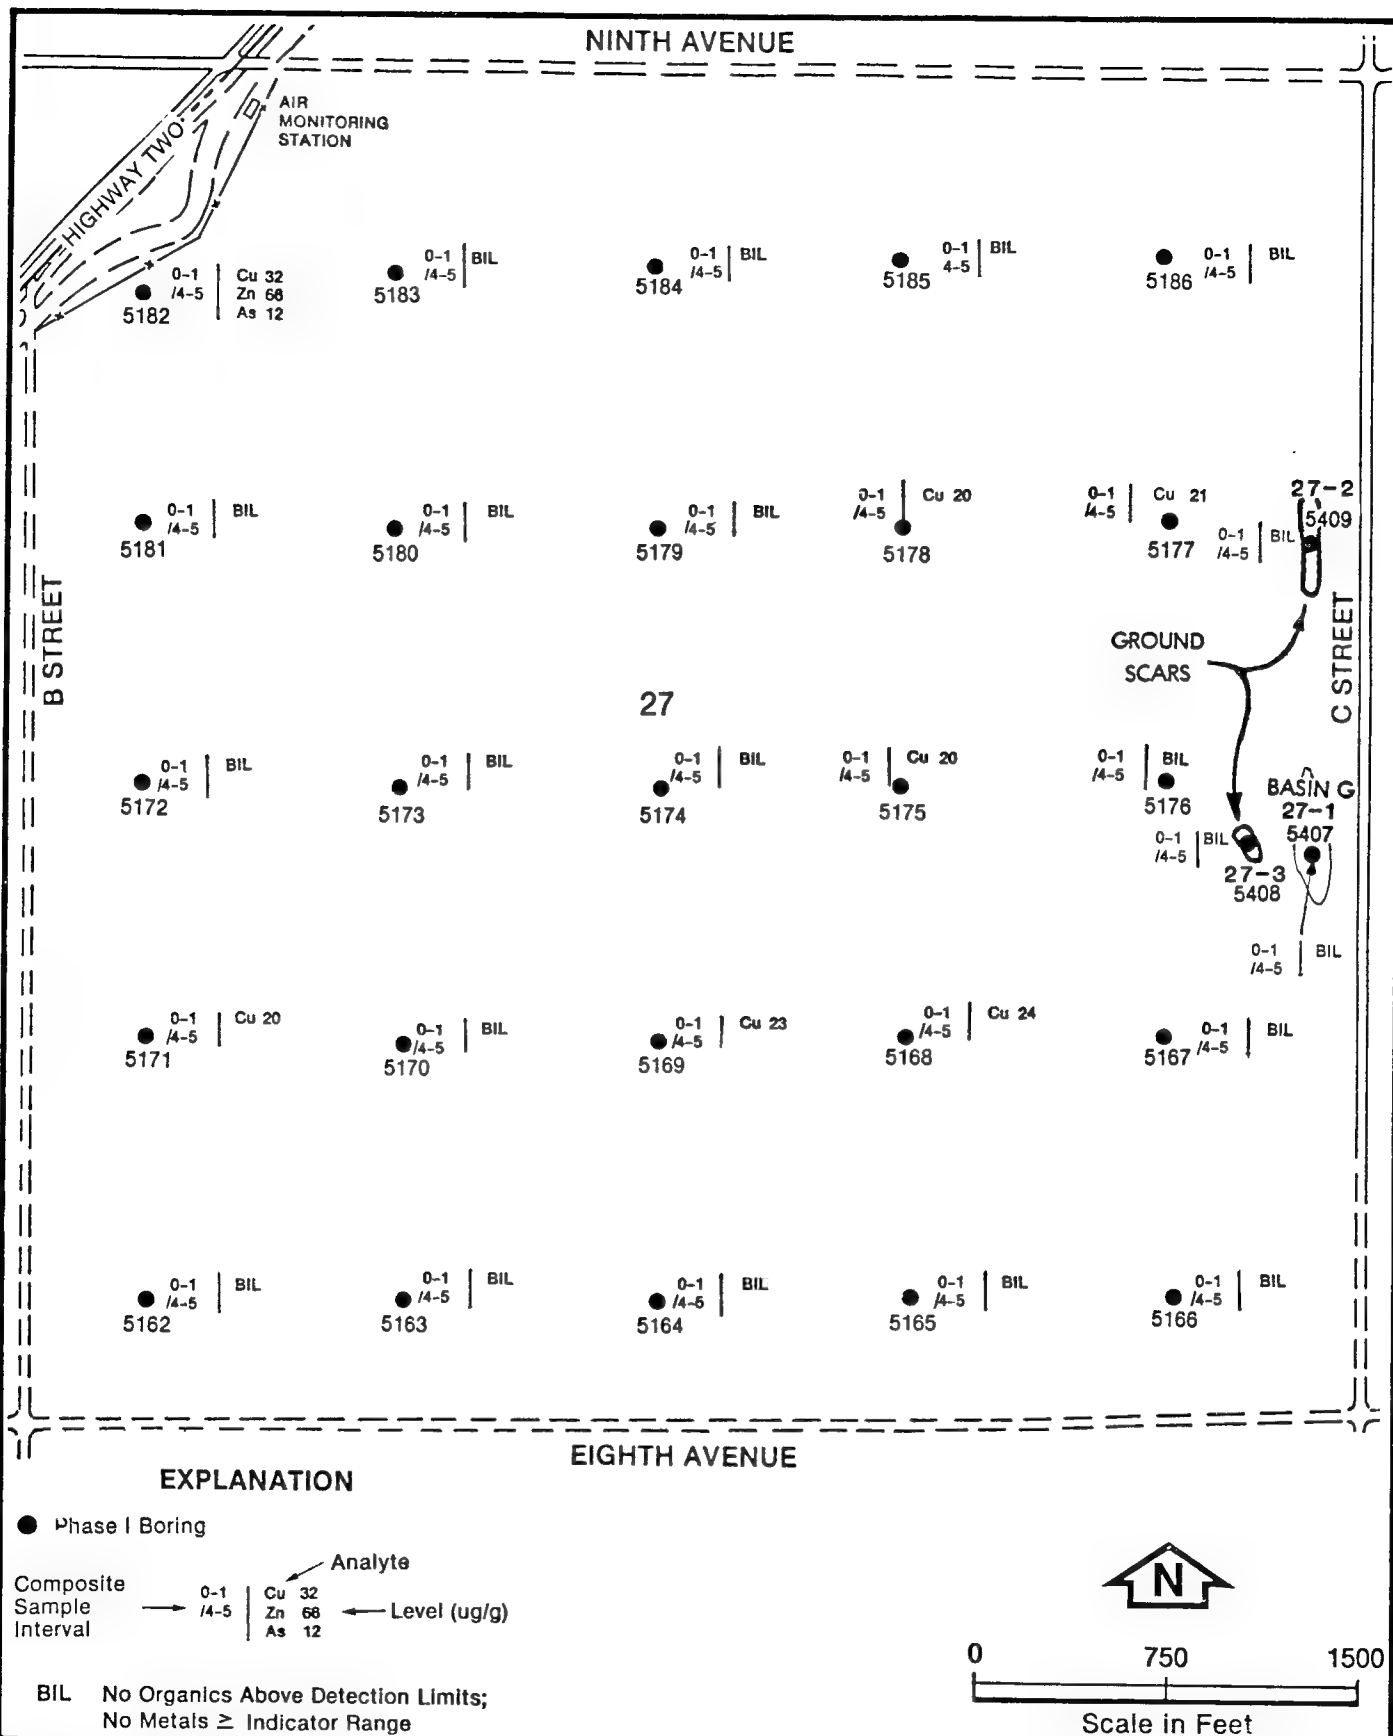 NINTH AVENUE
AIR
MONITORING
STATION
HIGHWAY TWO
0-1 | BIL
/4-5
5183
0-1 | BIL
/4-5
5184
0-1 | BIL
4-5
5185
0-1 | BIL
/4-5
5186
0-1 | Cu 32
/4-5 | Zn 66
As 12
5182
0-1 | BIL
/4-5
5181
0-1 | BIL
/4-5
5180
0-1 | BIL
/4-5
5179
0-1 | Cu 20
/4-5
5178
0-1 | Cu 21
/4-5
5177
27-2
5409
0-1 | BIL
/4-5
B STREET
C STREET
GROUND
SCARS
27
0-1 | BIL
/4-5
5172
0-1 | BIL
/4-5
5173
0-1 | BIL
/4-5
5174
0-1 | Cu 20
/4-5
5175
0-1 | BIL
/4-5
5176
BASIN G
27-1
5407
0-1 | BIL
/4-5
27-3
5408
0-1 | BIL
/4-5
0-1 | Cu 20
/4-5
5171
0-1 | BIL
/4-5
5170
0-1 | Cu 23
/4-5
5169
0-1 | Cu 24
/4-5
5168
0-1 | BIL
/4-5
5167
0-1 | BIL
/4-5
5162
0-1 | BIL
/4-5
5163
0-1 | BIL
/4-5
5164
0-1 | BIL
/4-5
5165
0-1 | BIL
/4-5
5166
EIGHTH AVENUE
EXPLANATION
Phase I Boring
Analyte
Composite
Sample
Interval
0-1 | Cu 32
/4-5 | Zn 66
As 12
Level (ug/g)
BIL No Organics Above Detection Limits;
No Metals ≥ Indicator Range
N
0 750 1500
Scale in Feet